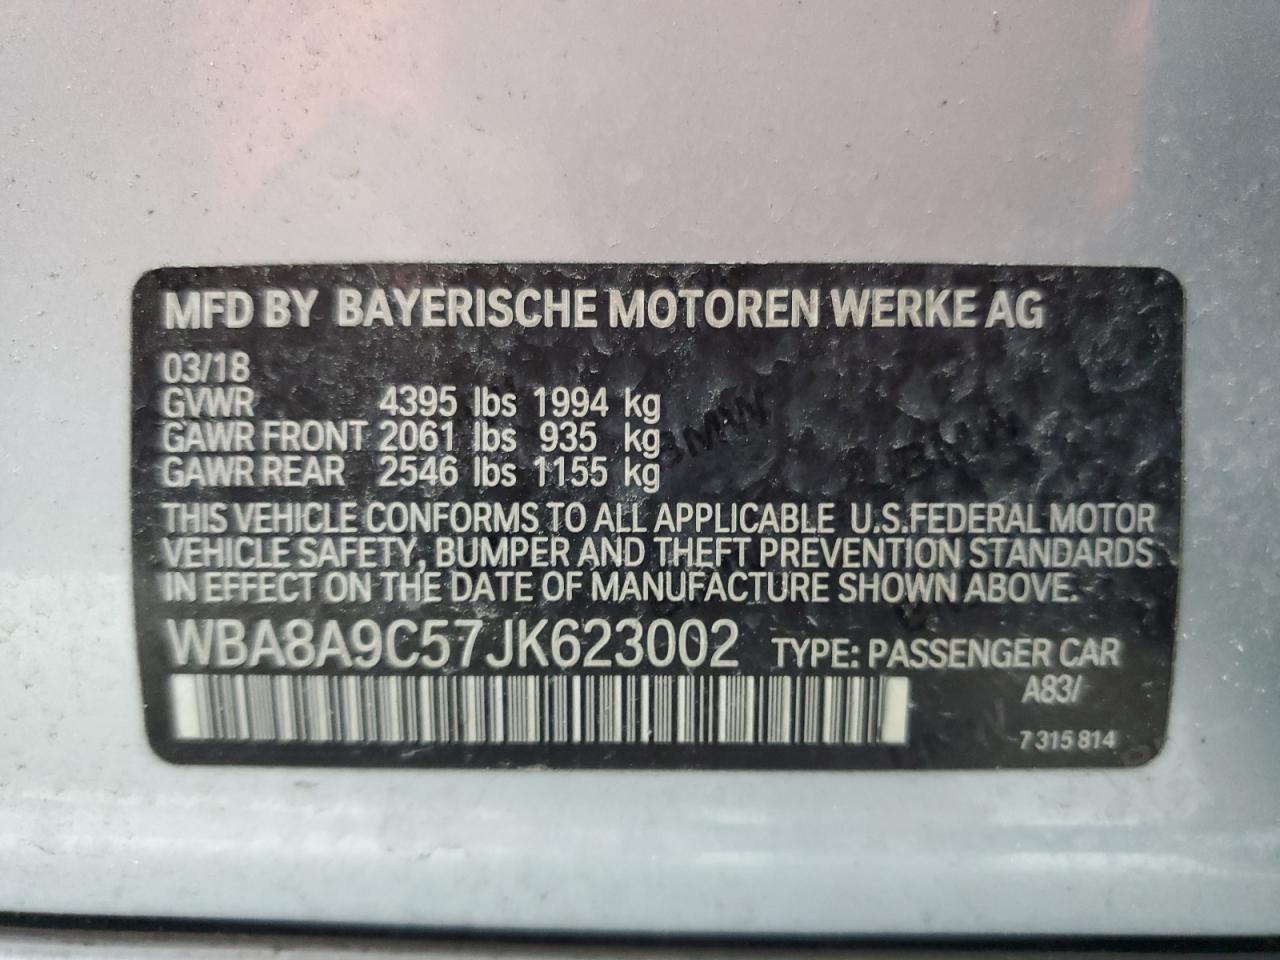 MFD BY BAYERISCHE MOTOREN WERKE AG
03/18
GVWR 4395 lbs 1994 kg
GAWR FRONT 2061 lbs 935 kg
GAWR REAR 2546 lbs 1155 kg
THIS VEHICLE CONFORMS TO ALL APPLICABLE U.S.FEDERAL MOTOR
VEHICLE SAFETY, BUMPER AND THEFT PREVENTION STANDARDS
IN EFFECT ON THE DATE OF MANUFACTURE SHOWN ABOVE.
WBA8A9C57JK623002 TYPE: PASSENGER CAR
A83/
7 315 814
BMW
BMW